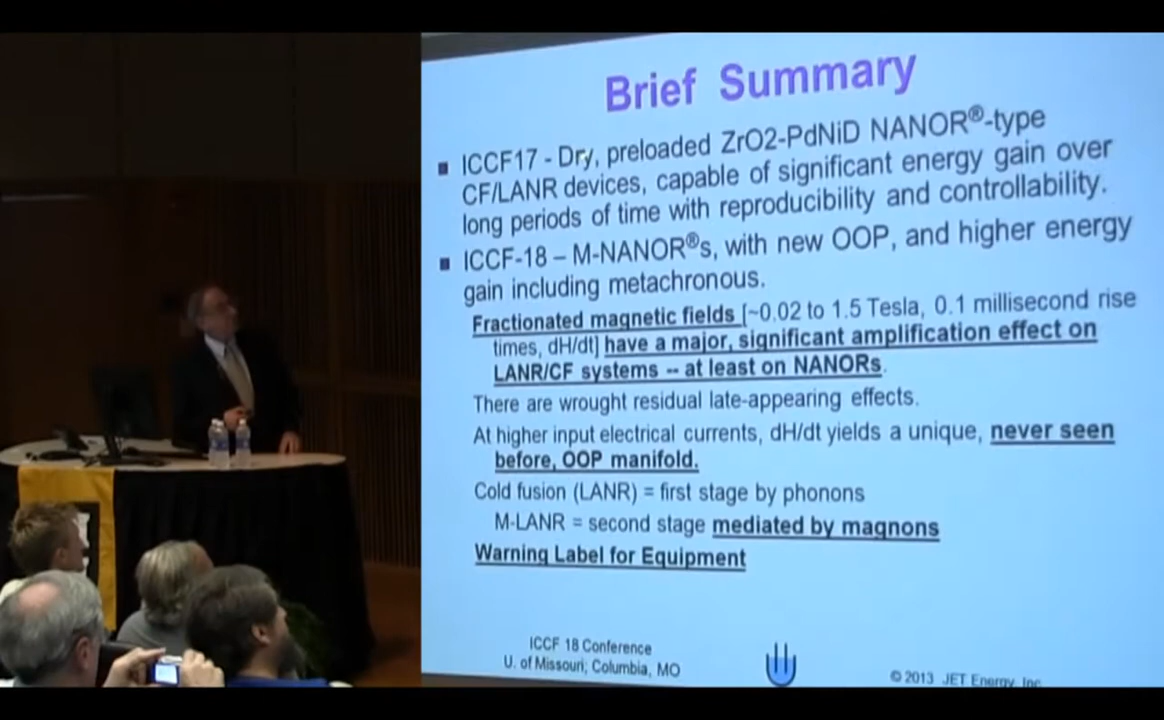 Brief Summary
ICCF17 - Dry, preloaded ZrO2-PdNiD NANOR®-type
CF/LANR devices, capable of significant energy gain over
long periods of time with reproducibility and controllability.
ICCF-18 – M-NANOR®s, with new OOP, and higher energy
gain including metachronous.
Fractionated magnetic fields [~0.02 to 1.5 Tesla, 0.1 millisecond rise
times, dH/dt] have a major, significant amplification effect on
LANR/CF systems -- at least on NANORs.
There are wrought residual late-appearing effects.
At higher input electrical currents, dH/dt yields a unique, never seen
before, OOP manifold.
Cold fusion (LANR) = first stage by phonons
M-LANR = second stage mediated by magnons
Warning Label for Equipment
ICCF 18 Conference
U. of Missouri; Columbia, MO
© 2013 JET Energy, Inc.